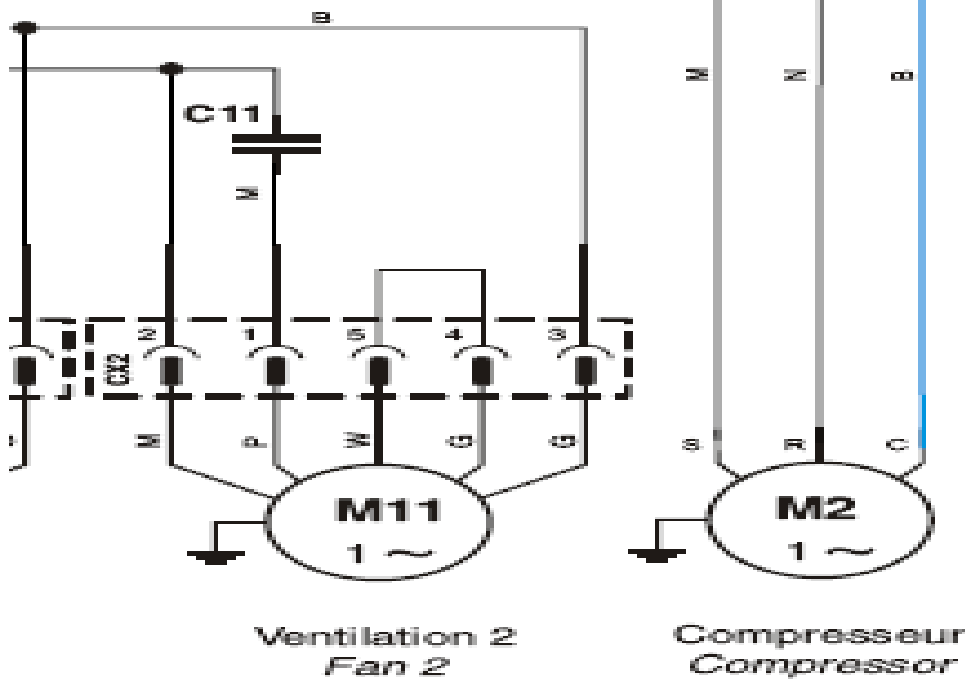 B
M N B
C11
M
2 1 5 4 3
CX2
M P W G G
S R C
M11
1 ~
M2
1 ~
Ventilation 2
Fan 2
Compresseur
Compressor